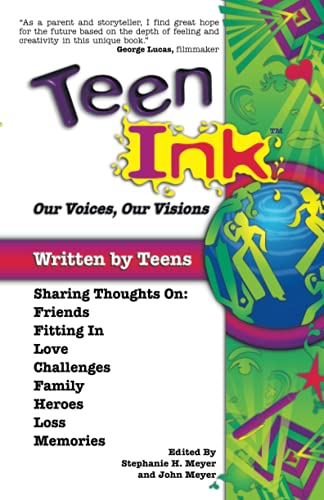 "As a parent and storyteller, I find great hope
for the future based on the depth of feeling and
creativity in this unique book."
George Lucas, filmmaker
Teen
Ink™
Our Voices, Our Visions
Written by Teens
Sharing Thoughts On:
Friends
Fitting In
Love
Challenges
Family
Heroes
Loss
Memories
Edited By
Stephanie H. Meyer
and John Meyer